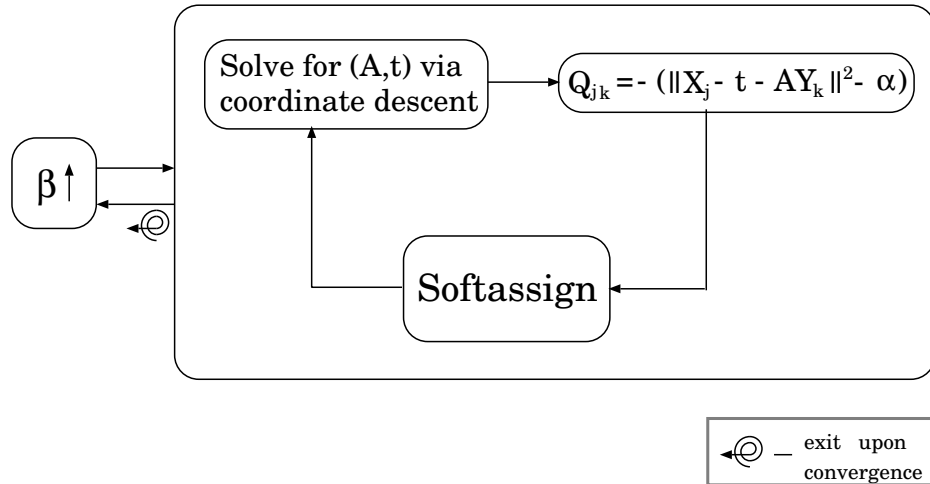 Solve for (A,t) via
coordinate descent
Q_jk = - (‖X_j - t - AY_k‖² - α)
β↑
Softassign
— exit upon
convergence